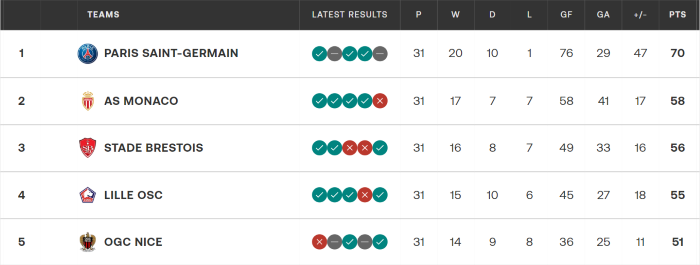 TEAMS LATEST RESULTS P W D L GF GA +/- PTS
1 PARIS SAINT-GERMAIN 31 20 10 1 76 29 47 70
2 AS MONACO 31 17 7 7 58 41 17 58
3 STADE BRESTOIS 31 16 8 7 49 33 16 56
4 LILLE OSC 31 15 10 6 45 27 18 55
5 OGC NICE 31 14 9 8 36 25 11 51